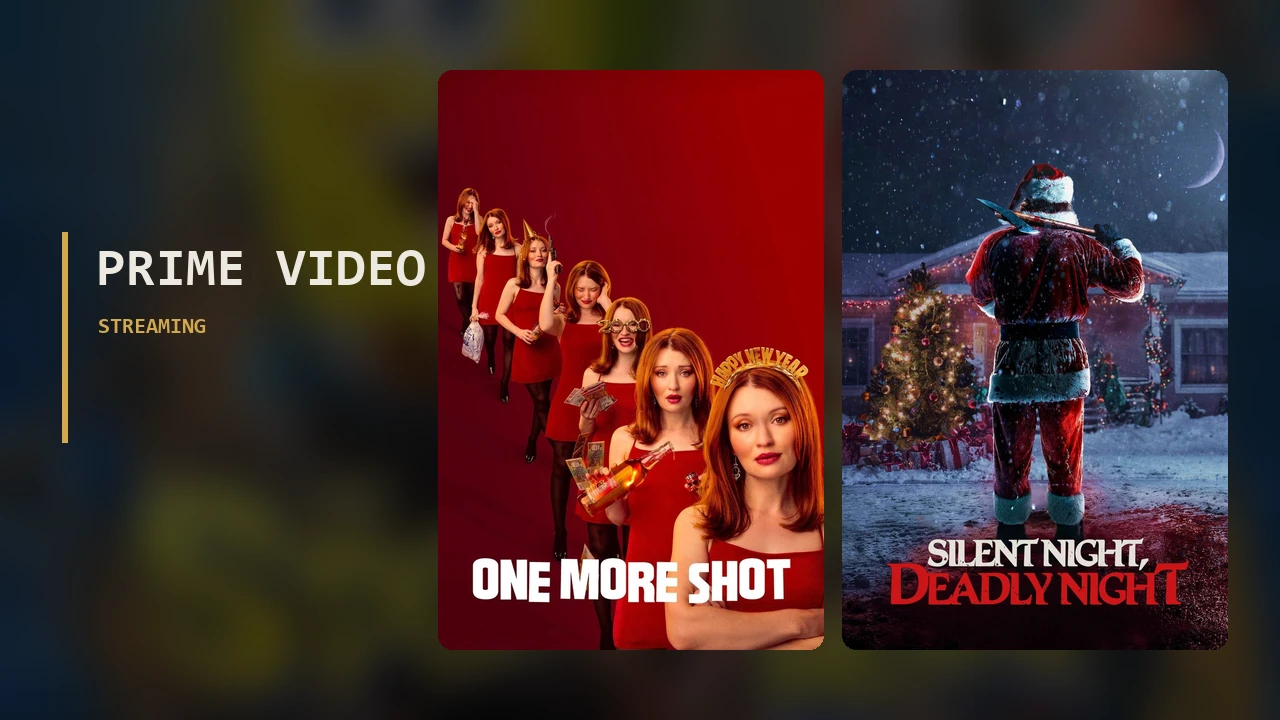 PRIME VIDEO
STREAMING
HAPPY NEW YEAR
ONE MORE SHOT
SILENT NIGHT,
DEADLY NIGHT